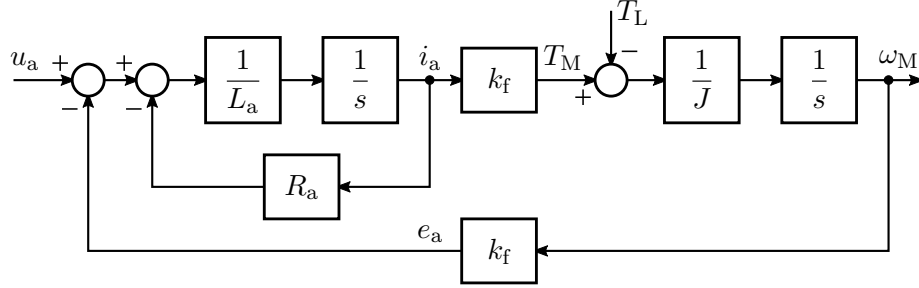 u_a + − + − 1/L_a 1/s i_a k_f T_M + − T_L 1/J 1/s ω_M
R_a
e_a k_f